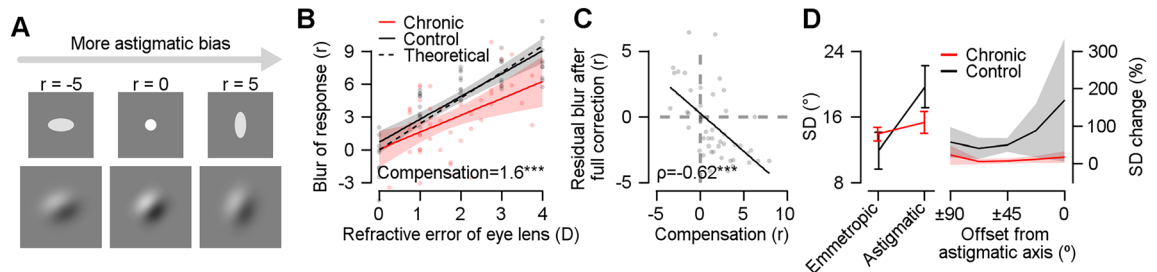 A
More astigmatic bias
r = -5
r = 0
r = 5
B
Chronic
Control
Theoretical
Blur of response (r)
9
6
3
0
-3
Compensation=1.6***
0
1
2
3
4
Refractive error of eye lens (D)
C
Residual blur after
full correction (r)
5
0
-5
ρ=-0.62***
-5
0
5
10
Compensation (r)
D
Chronic
Control
SD (°)
24
16
8
Emmetropic
Astigmatic
300
200
100
0
SD change (%)
±90
±45
0
Offset from
astigmatic axis (º)